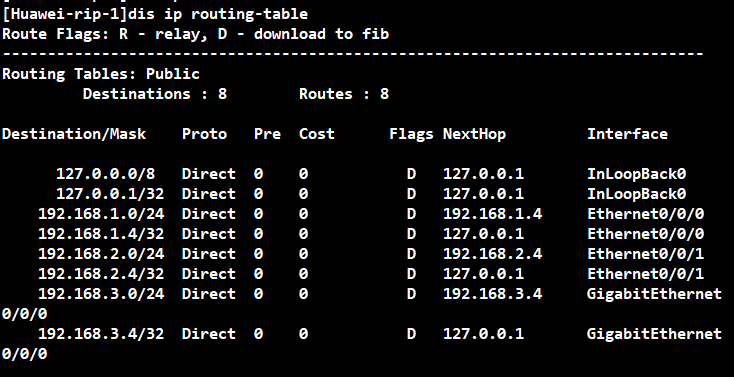 [Huawei-rip-1]dis ip routing-table
Route Flags: R - relay, D - download to fib
------------------------------------------------------------------------------
Routing Tables: Public
         Destinations : 8        Routes : 8

Destination/Mask    Proto   Pre  Cost      Flags NextHop         Interface

      127.0.0.0/8   Direct  0    0           D   127.0.0.1       InLoopBack0
      127.0.0.1/32  Direct  0    0           D   127.0.0.1       InLoopBack0
    192.168.1.0/24  Direct  0    0           D   192.168.1.4     Ethernet0/0/0
    192.168.1.4/32  Direct  0    0           D   127.0.0.1       Ethernet0/0/0
    192.168.2.0/24  Direct  0    0           D   192.168.2.4     Ethernet0/0/1
    192.168.2.4/32  Direct  0    0           D   127.0.0.1       Ethernet0/0/1
    192.168.3.0/24  Direct  0    0           D   192.168.3.4     GigabitEthernet
0/0/0
    192.168.3.4/32  Direct  0    0           D   127.0.0.1       GigabitEthernet
0/0/0